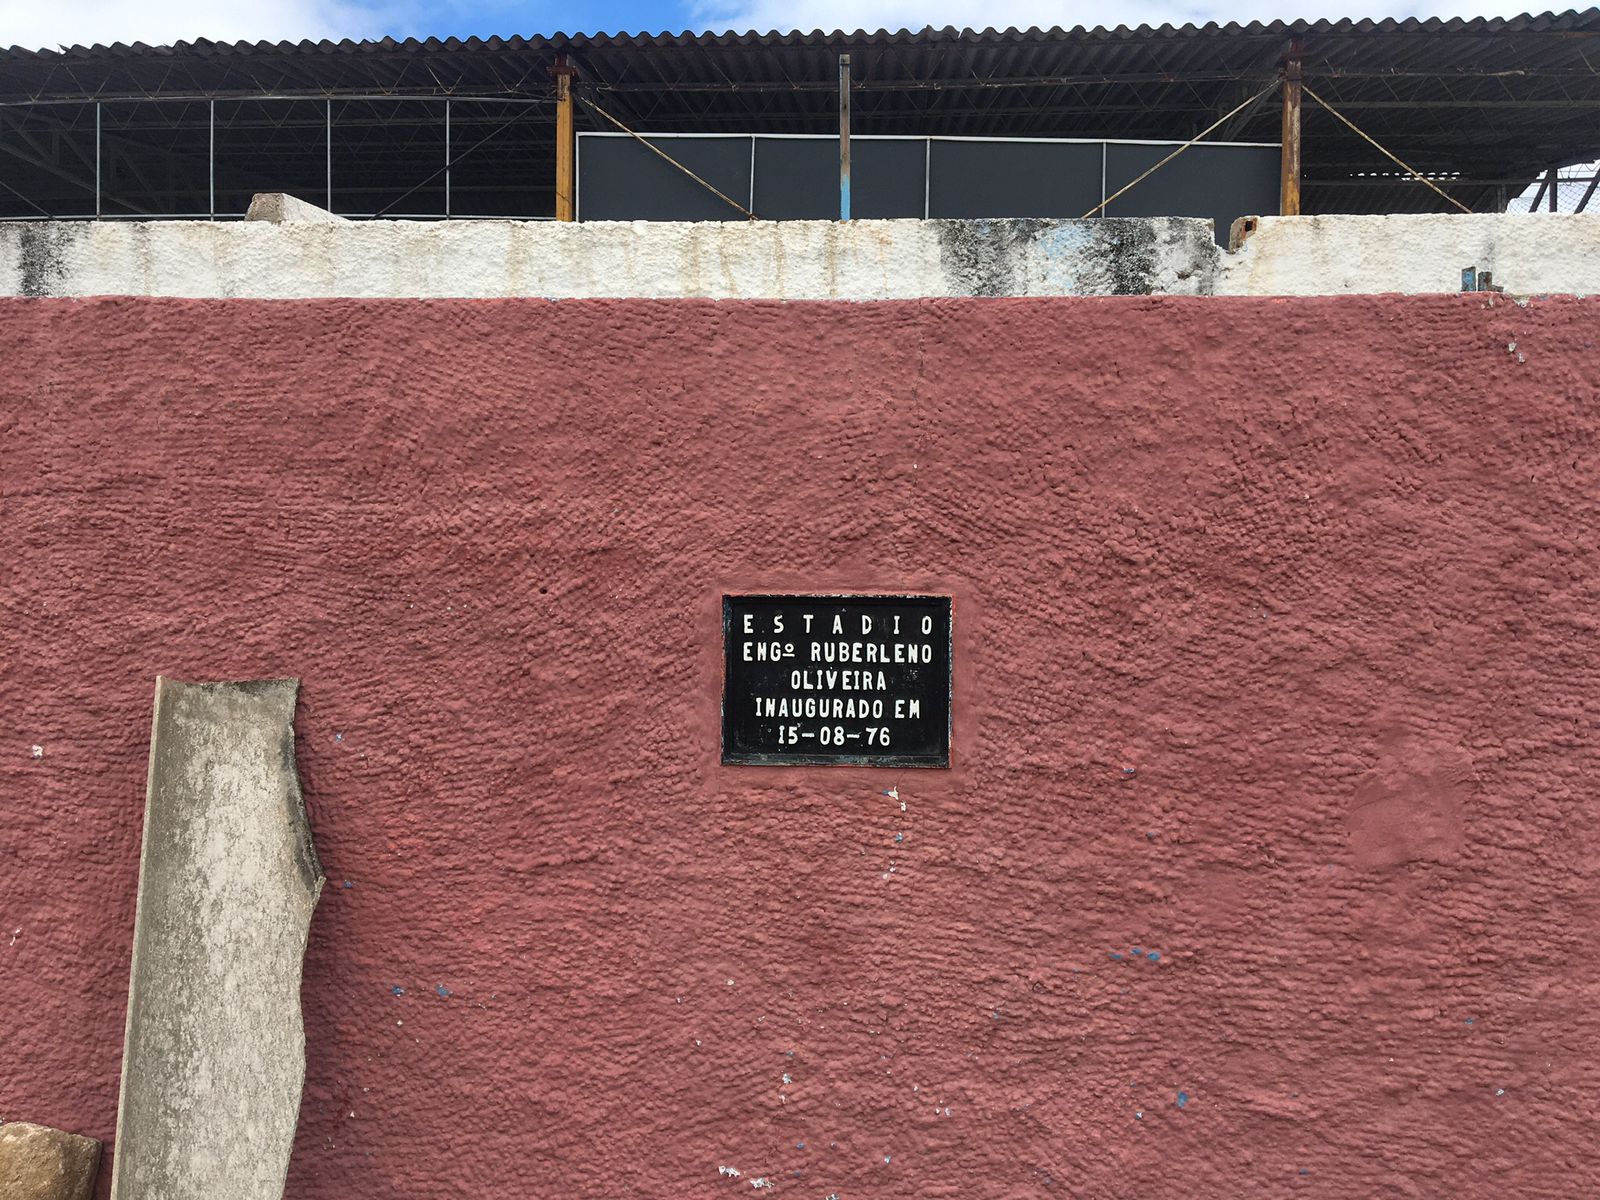 ESTADIO
ENGº RUBERLENO
OLIVEIRA
INAUGURADO EM
15-08-76